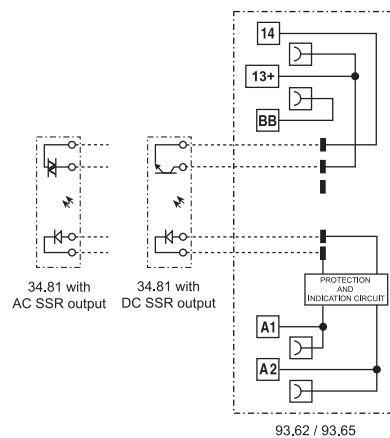 14
13+
BB
34.81 with
AC SSR output
34.81 with
DC SSR output
PROTECTION
AND
INDICATION CIRCUIT
A1
A2
93.62 / 93.65